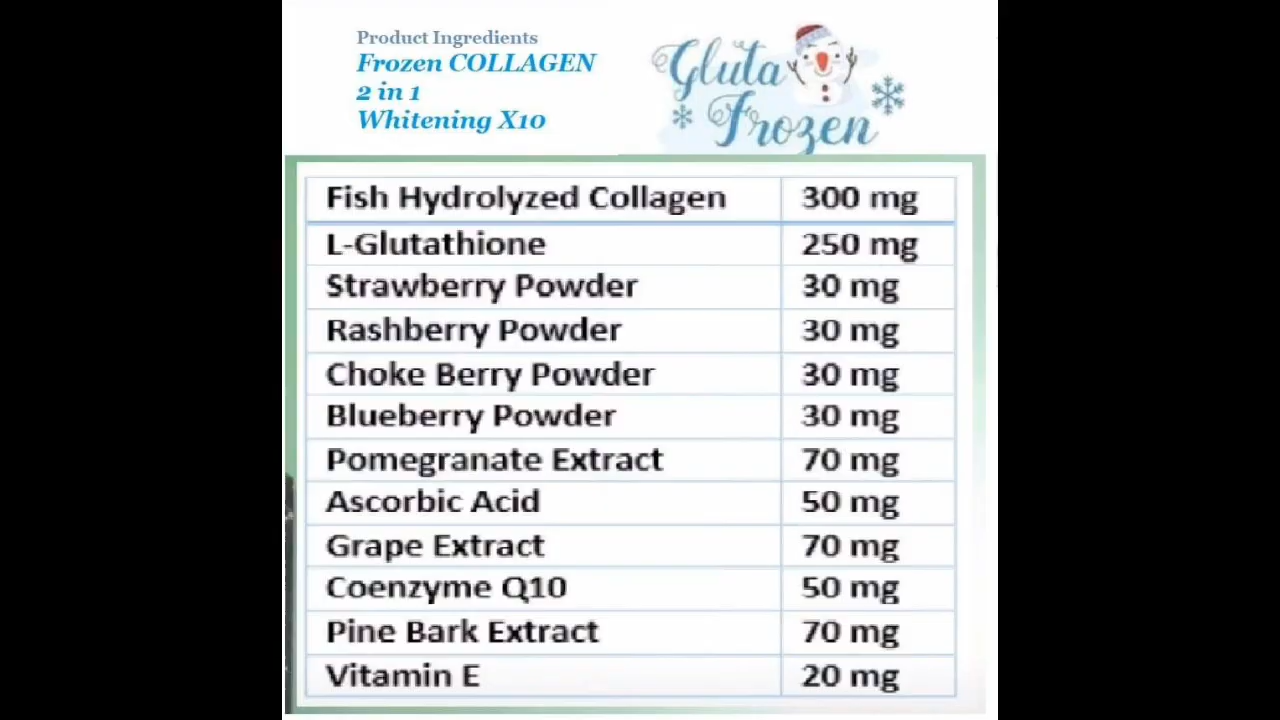 Product Ingredients
Frozen COLLAGEN
2 in 1
Whitening X10
Gluta
Frozen
Fish Hydrolyzed Collagen 300 mg
L-Glutathione 250 mg
Strawberry Powder 30 mg
Rashberry Powder 30 mg
Choke Berry Powder 30 mg
Blueberry Powder 30 mg
Pomegranate Extract 70 mg
Ascorbic Acid 50 mg
Grape Extract 70 mg
Coenzyme Q10 50 mg
Pine Bark Extract 70 mg
Vitamin E 20 mg